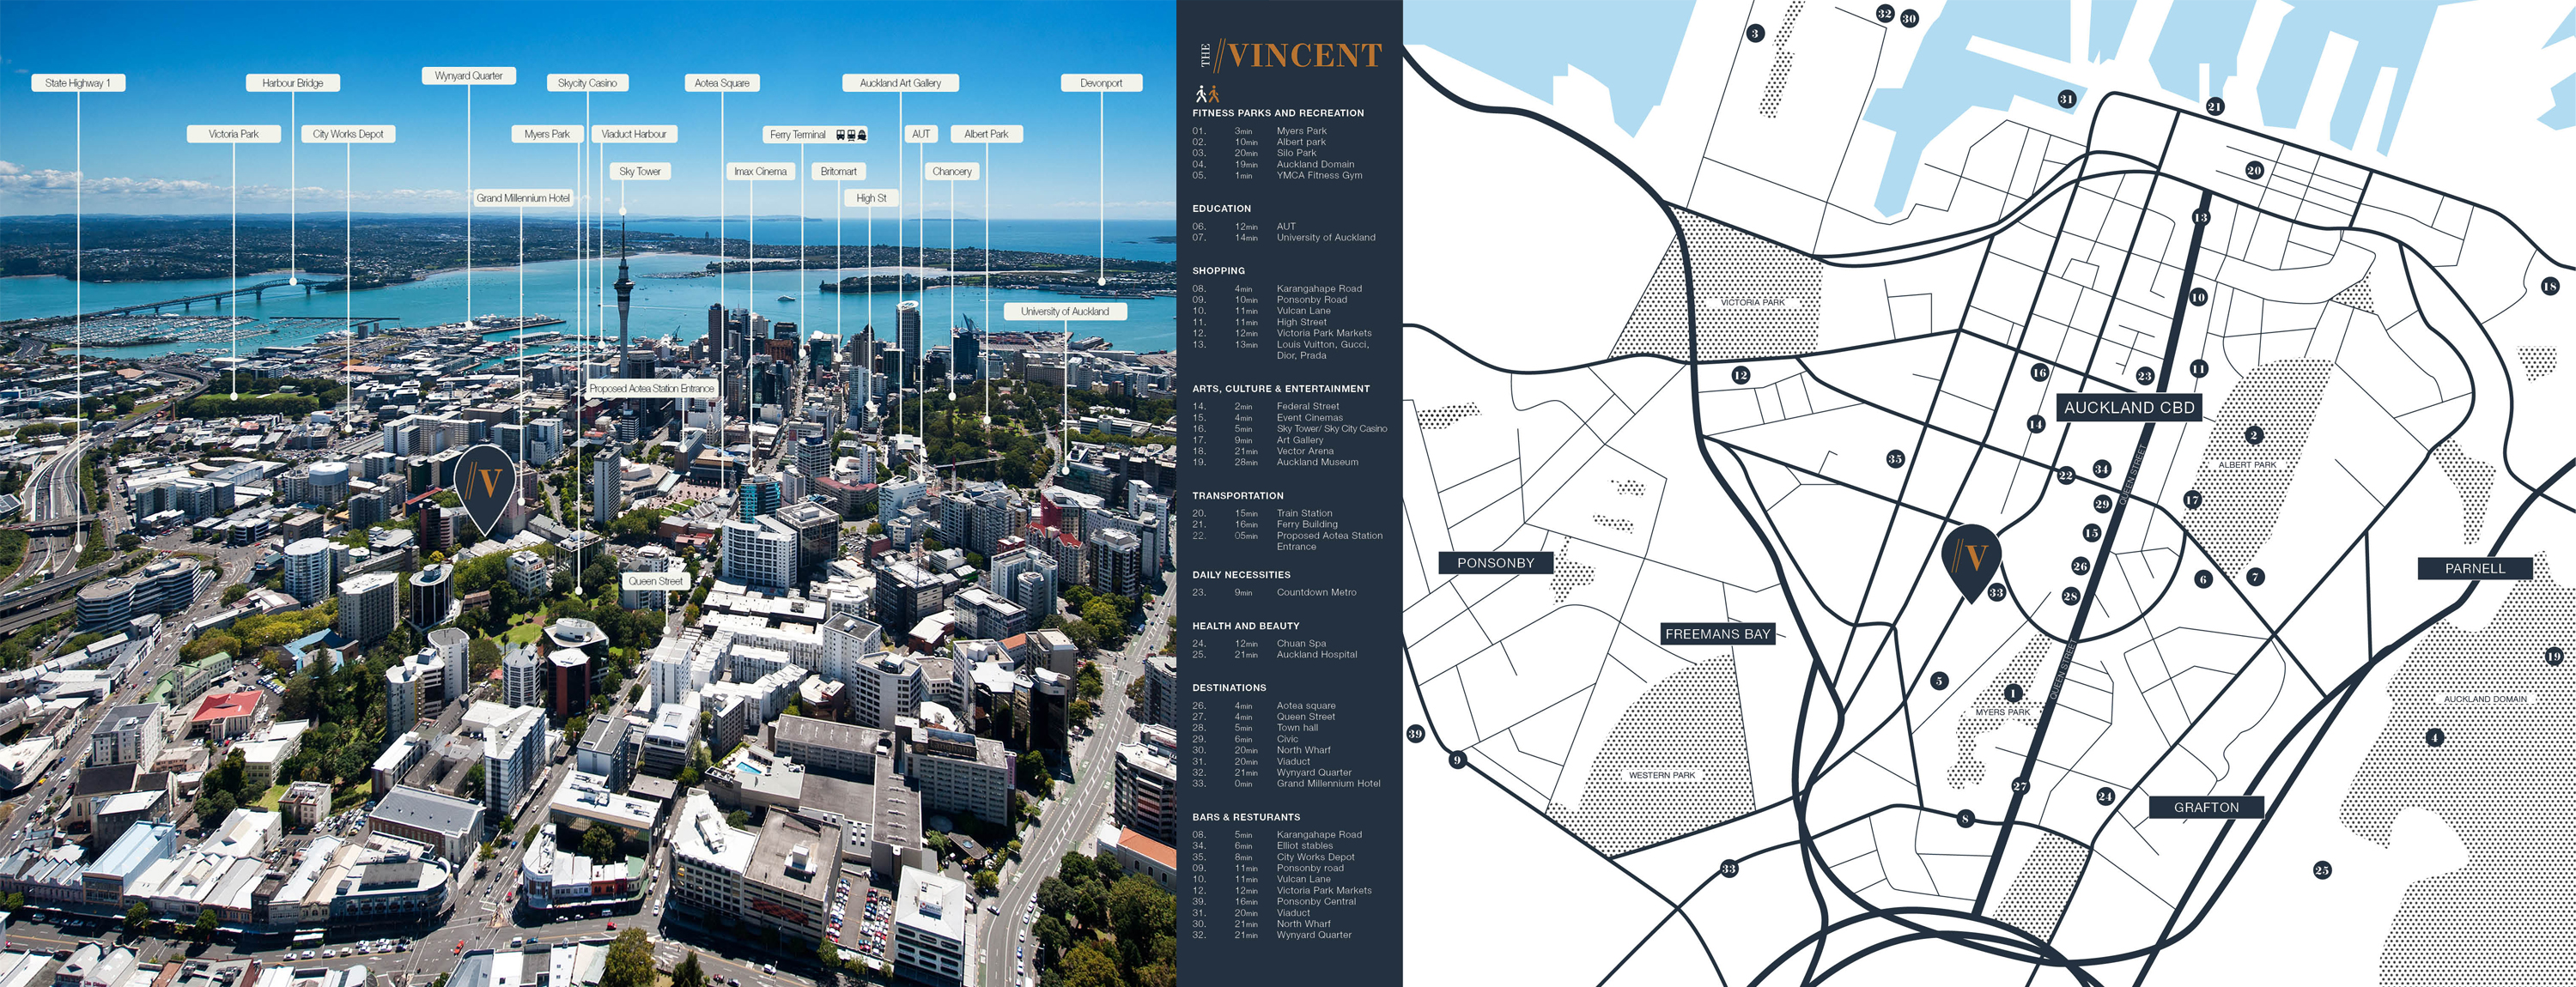 State Highway 1
Harbour Bridge
Wynyard Quarter
Skycity Casino
Aotea Square
Auckland Art Gallery
Devonport
Victoria Park
City Works Depot
Myers Park
Viaduct Harbour
Ferry Terminal
AUT
Albert Park
Sky Tower
Imax Cinema
Britomart
Chancery
Grand Millennium Hotel
High St
University of Auckland
Proposed Aotea Station Entrance
//V
Queen Street
Langham
THE //VINCENT
FITNESS PARKS AND RECREATION
01. 3min Myers Park
02. 10min Albert park
03. 20min Silo Park
04. 19min Auckland Domain
05. 1min YMCA Fitness Gym
EDUCATION
06. 12min AUT
07. 14min University of Auckland
SHOPPING
08. 4min Karangahape Road
09. 10min Ponsonby Road
10. 11min Vulcan Lane
11. 11min High Street
12. 12min Victoria Park Markets
13. 13min Louis Vuitton, Gucci,
Dior, Prada
ARTS, CULTURE & ENTERTAINMENT
14. 2min Federal Street
15. 4min Event Cinemas
16. 5min Sky Tower/ Sky City Casino
17. 9min Art Gallery
18. 21min Vector Arena
19. 28min Auckland Museum
TRANSPORTATION
20. 15min Train Station
21. 16min Ferry Building
22. 05min Proposed Aotea Station
Entrance
DAILY NECESSITIES
23. 9min Countdown Metro
HEALTH AND BEAUTY
24. 12min Chuan Spa
25. 21min Auckland Hospital
DESTINATIONS
26. 4min Aotea square
27. 4min Queen Street
28. 5min Town hall
29. 6min Civic
30. 20min North Wharf
31. 20min Viaduct
32. 21min Wynyard Quarter
33. 0min Grand Millennium Hotel
BARS & RESTURANTS
08. 5min Karangahape Road
34. 6min Elliot stables
35. 8min City Works Depot
09. 11min Ponsonby road
10. 11min Vulcan Lane
12. 12min Victoria Park Markets
39. 16min Ponsonby Central
31. 20min Viaduct
30. 21min North Wharf
32. 21min Wynyard Quarter
3
32
30
31
21
20
13
18
10
VICTORIA PARK
12
16
23
11
AUCKLAND CBD
14
2
35
22
34
ALBERT PARK
QUEEN STREET
29
17
15
//V
PONSONBY
26
6
7
PARNELL
33
28
FREEMANS BAY
19
QUEEN STREET
5
1
MYERS PARK
AUCKLAND DOMAIN
39
9
4
WESTERN PARK
27
24
GRAFTON
8
33
25